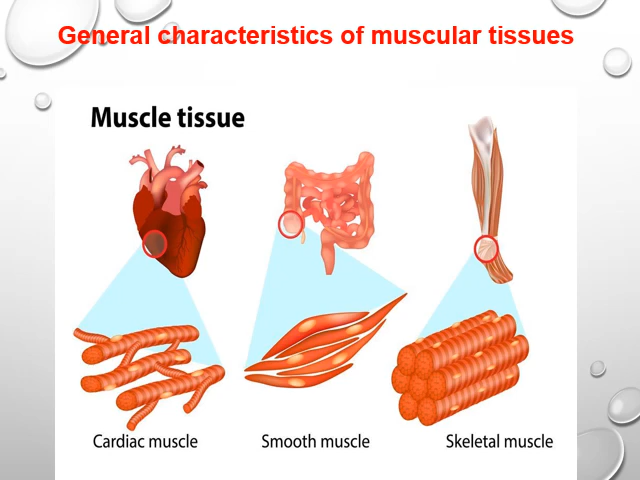 General characteristics of muscular tissues
Muscle tissue
Cardiac muscle
Smooth muscle
Skeletal muscle